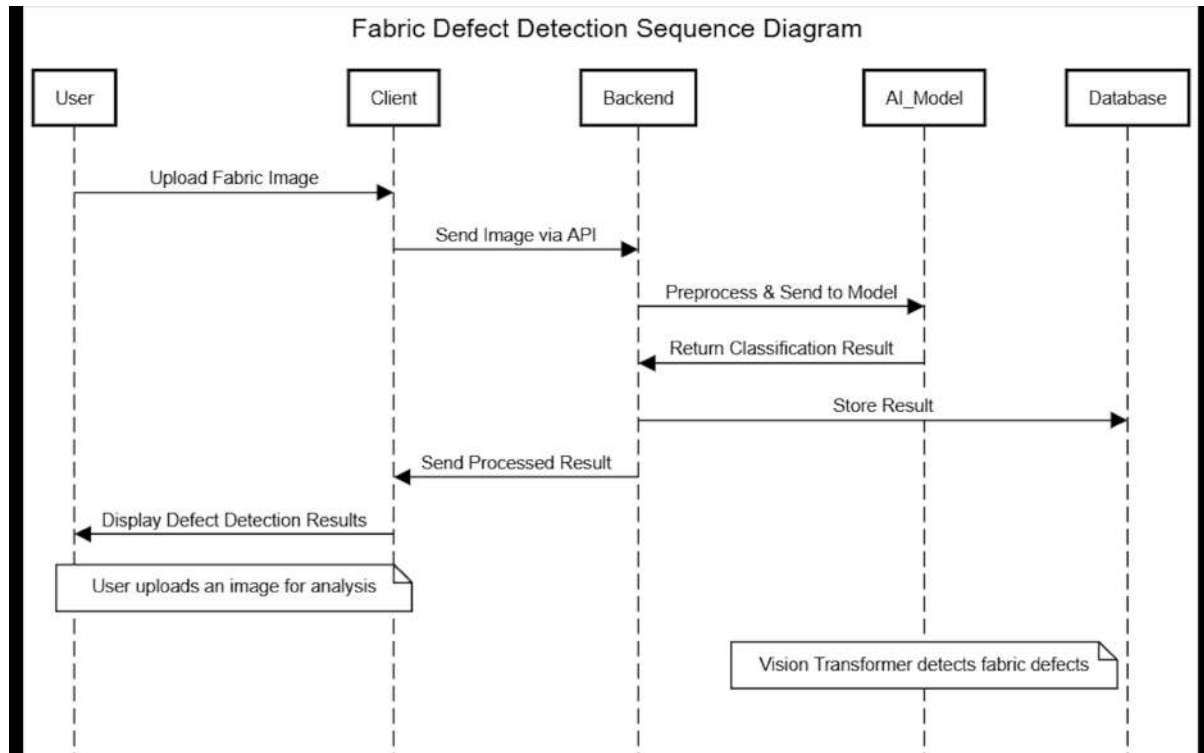 Fabric Defect Detection Sequence Diagram
User
Client
Backend
AI_Model
Database
Upload Fabric Image
Send Image via API
Preprocess & Send to Model
Return Classification Result
Store Result
Send Processed Result
Display Defect Detection Results
User uploads an image for analysis
Vision Transformer detects fabric defects